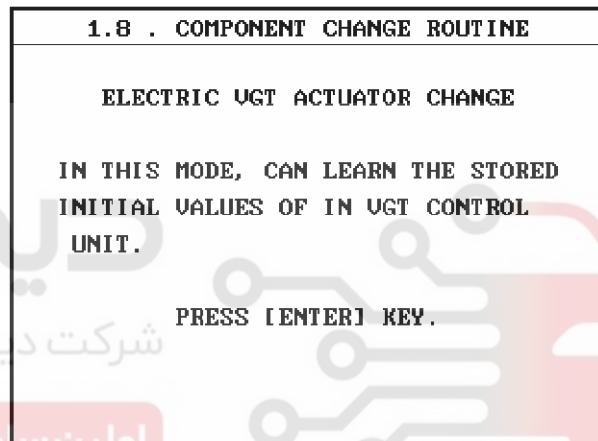 1.8 . COMPONENT CHANGE ROUTINE
ELECTRIC VGT ACTUATOR CHANGE
IN THIS MODE, CAN LEARN THE STORED
INITIAL VALUES OF IN VGT CONTROL
UNIT.
PRESS [ENTER] KEY.
شرکت